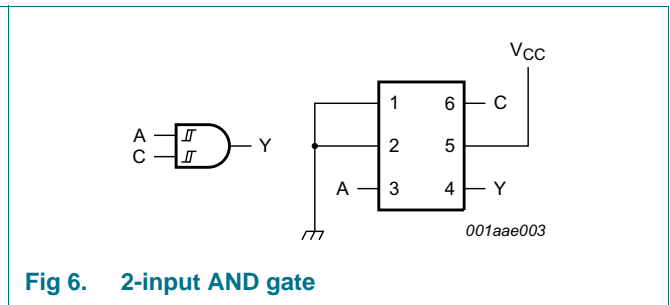 VCC
A
C
Y
1 6 C
2 5
A 3 4 Y
001aae003
Fig 6. 2-input AND gate